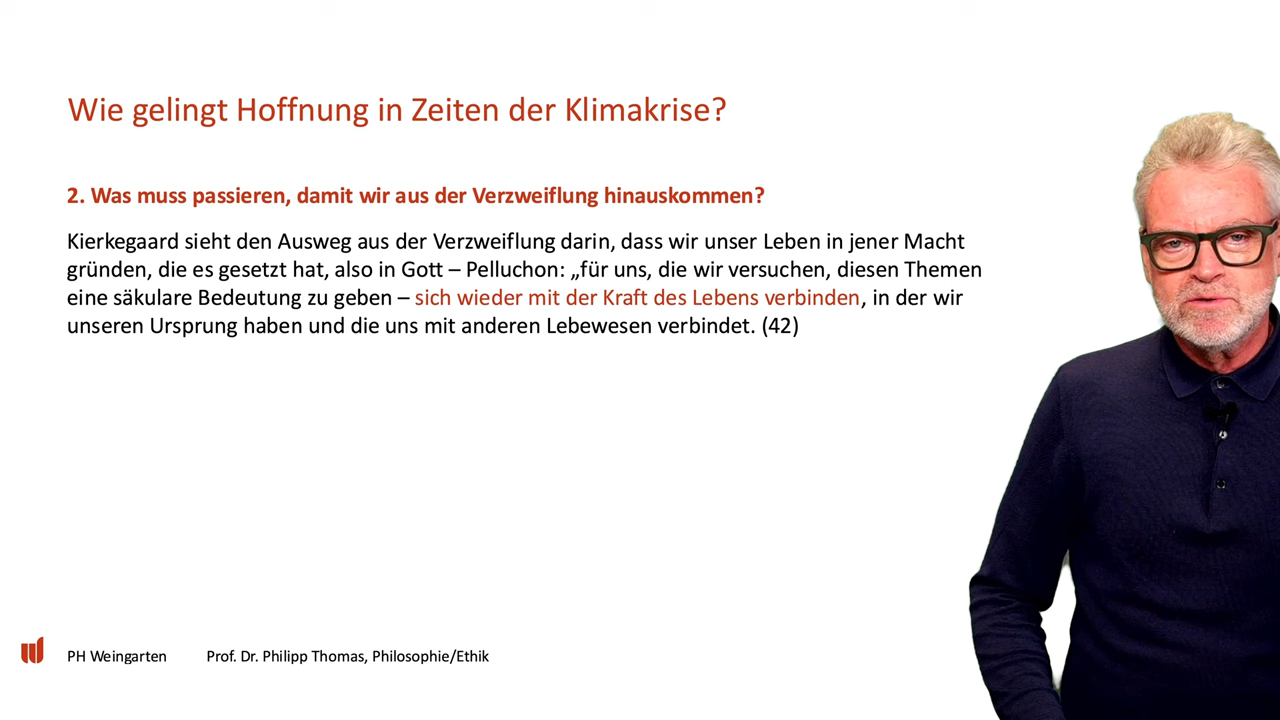 Wie gelingt Hoffnung in Zeiten der Klimakrise?
2. Was muss passieren, damit wir aus der Verzweiflung hinauskommen?
Kierkegaard sieht den Ausweg aus der Verzweiflung darin, dass wir unser Leben in jener Macht
gründen, die es gesetzt hat, also in Gott – Pelluchon: „für uns, die wir versuchen, diesen Themen
eine säkulare Bedeutung zu geben – sich wieder mit der Kraft des Lebens verbinden, in der wir
unseren Ursprung haben und die uns mit anderen Lebewesen verbindet. (42)
PH Weingarten Prof. Dr. Philipp Thomas, Philosophie/Ethik